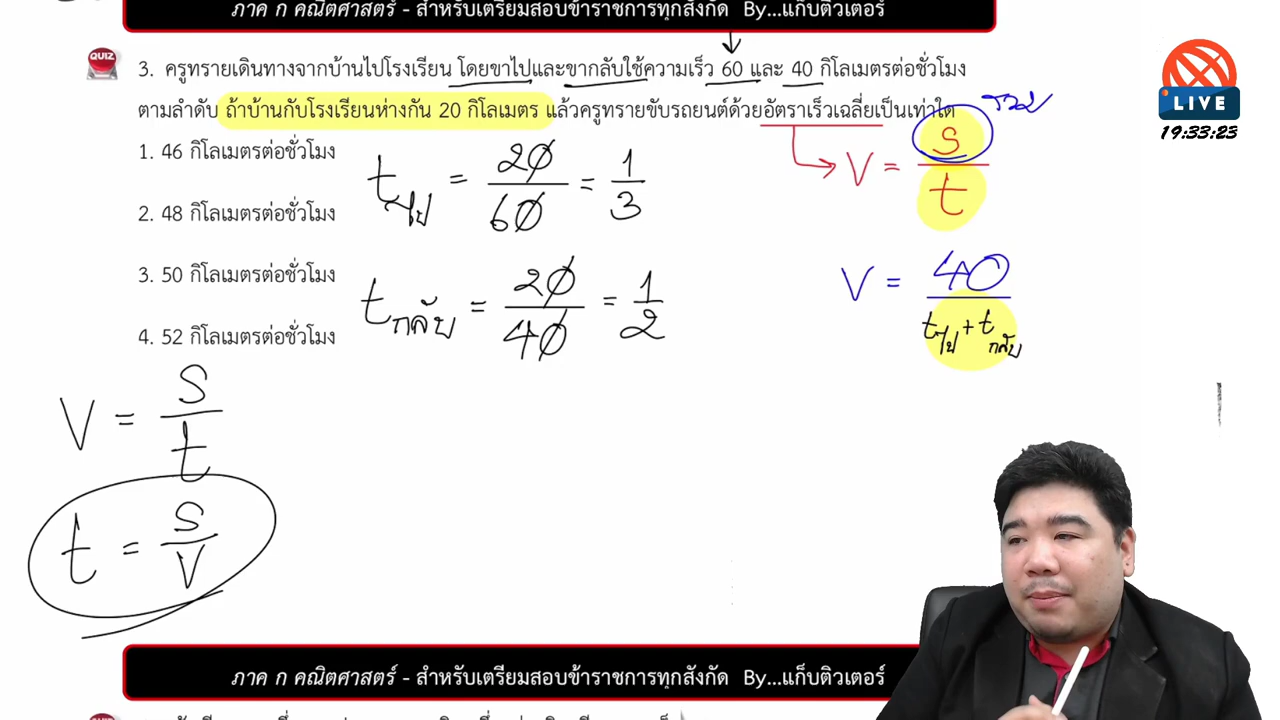 ภาค ก คณิตศาสตร์ - สำหรับเตรียมสอบข้าราชการทุกสังกัด By...แก็บติวเตอร์
QUIZ
3. ครูทรายเดินทางจากบ้านไปโรงเรียน โดยขาไปและขากลับใช้ความเร็ว 60 และ 40 กิโลเมตรต่อชั่วโมง
ตามลำดับ ถ้าบ้านกับโรงเรียนห่างกัน 20 กิโลเมตร แล้วครูทรายขับรถยนต์ด้วยอัตราเร็วเฉลี่ยเป็นเท่าใด
LIVE
19:33:23
รวม
1. 46 กิโลเมตรต่อชั่วโมง
t ไป = 20/60 = 1/3
V = s/t
2. 48 กิโลเมตรต่อชั่วโมง
3. 50 กิโลเมตรต่อชั่วโมง
t กลับ = 20/40 = 1/2
V = 40/(t ไป + t กลับ)
4. 52 กิโลเมตรต่อชั่วโมง
V = s/t
t = s/V
ภาค ก คณิตศาสตร์ - สำหรับเตรียมสอบข้าราชการทุกสังกัด By...แก็บติวเตอร์